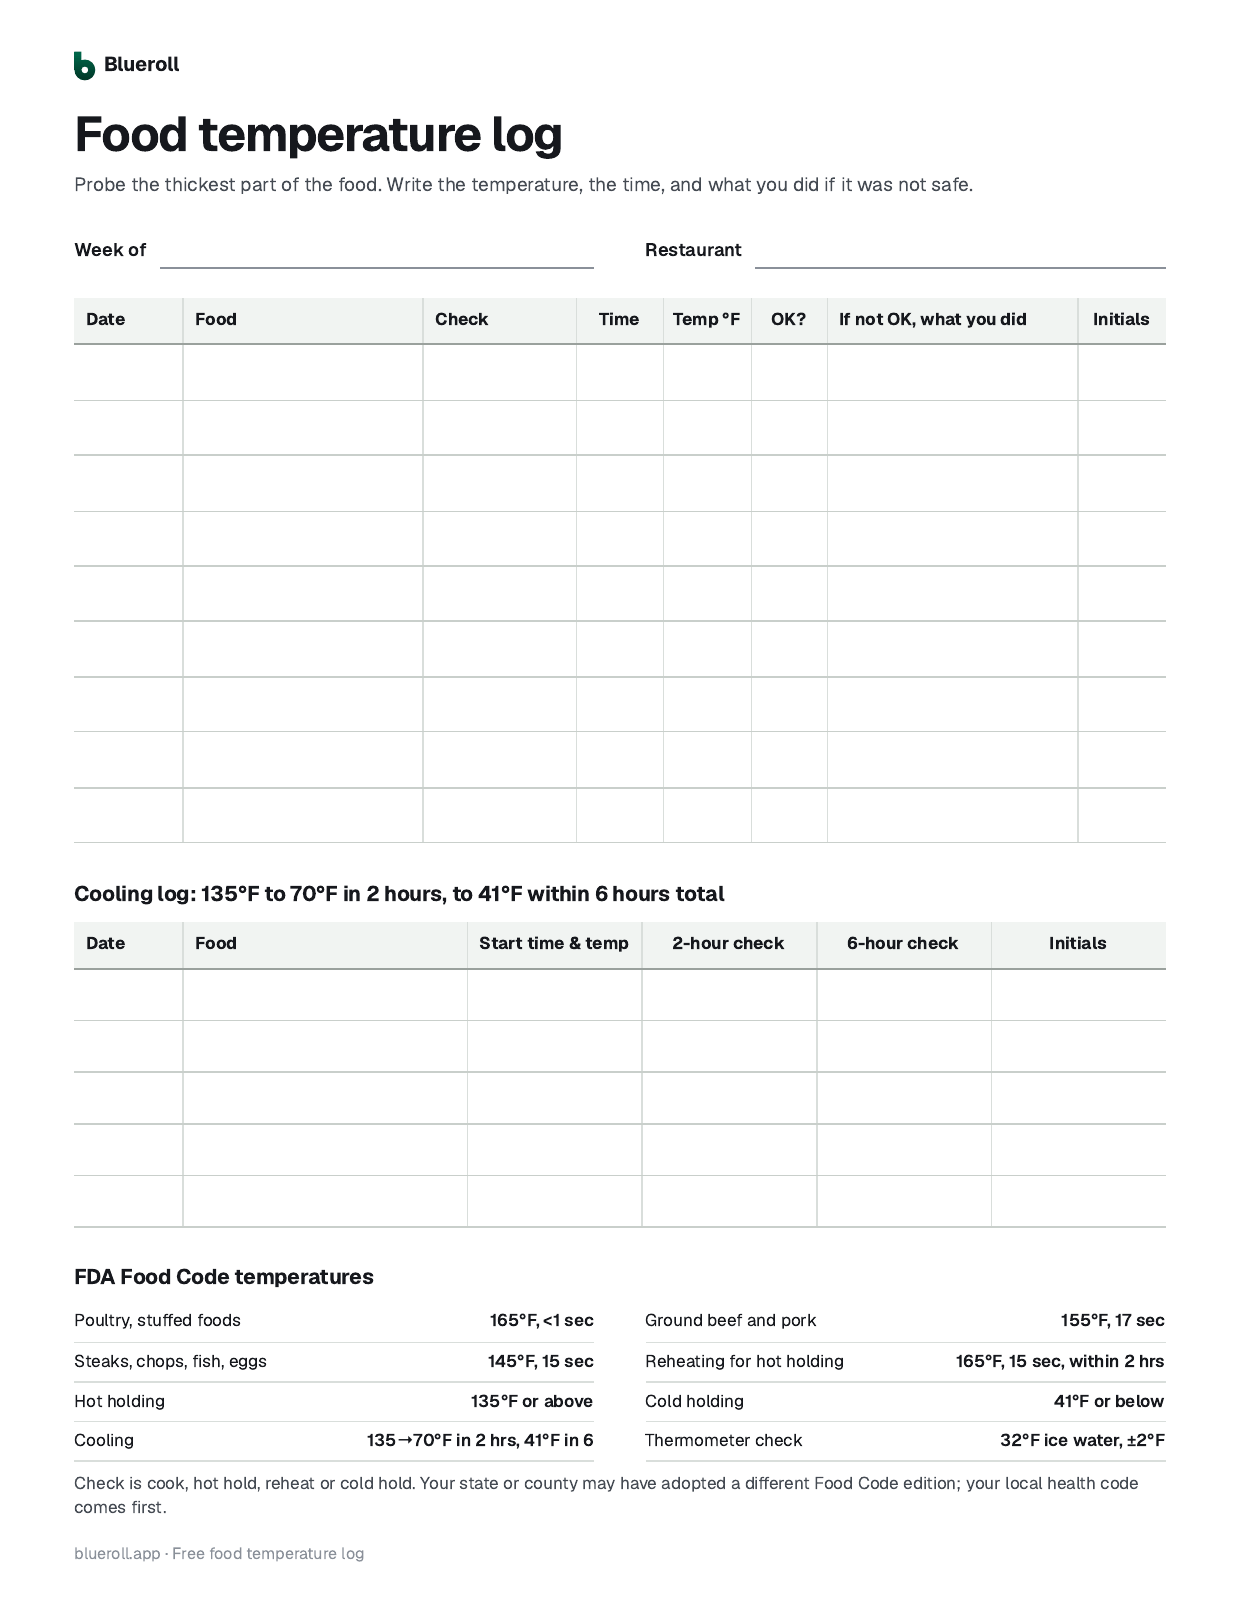 Blueroll
Food temperature log
Probe the thickest part of the food. Write the temperature, the time, and what you did if it was not safe.
Week of
Restaurant
Date Food Check Time Temp °F OK? If not OK, what you did Initials
Cooling log: 135°F to 70°F in 2 hours, to 41°F within 6 hours total
Date Food Start time & temp 2-hour check 6-hour check Initials
FDA Food Code temperatures
Poultry, stuffed foods 165°F, <1 sec
Ground beef and pork 155°F, 17 sec
Steaks, chops, fish, eggs 145°F, 15 sec
Reheating for hot holding 165°F, 15 sec, within 2 hrs
Hot holding 135°F or above
Cold holding 41°F or below
Cooling 135→70°F in 2 hrs, 41°F in 6
Thermometer check 32°F ice water, ±2°F
Check is cook, hot hold, reheat or cold hold. Your state or county may have adopted a different Food Code edition; your local health code
comes first.
blueroll.app · Free food temperature log